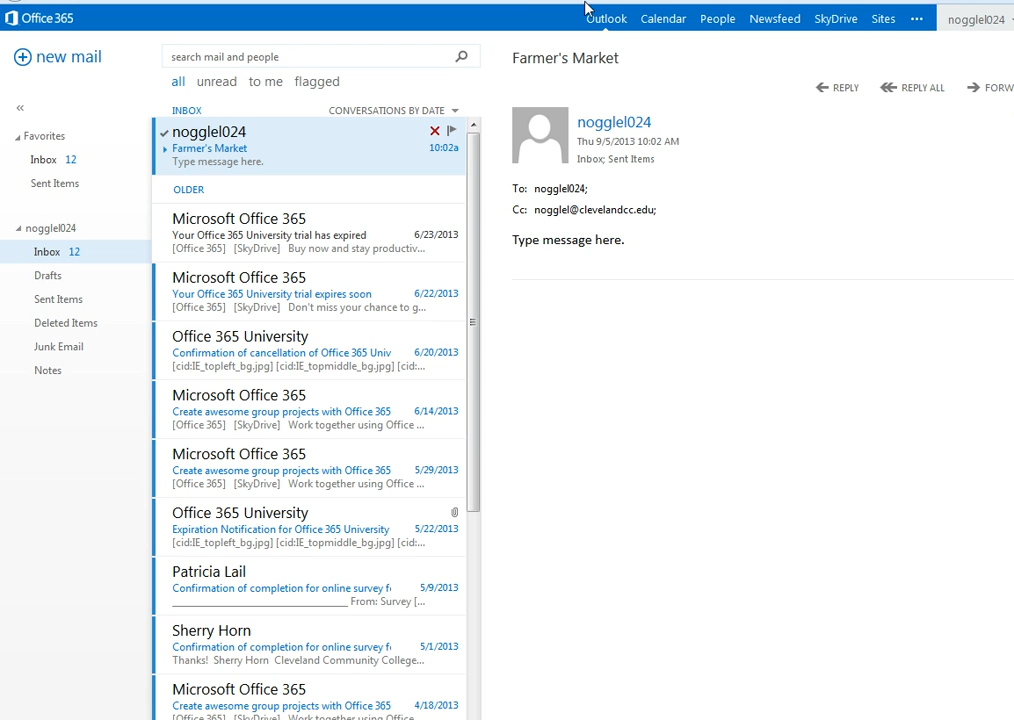 Office 365
Outlook Calendar People Newsfeed SkyDrive Sites ••• nogglel024
new mail
search mail and people
all unread to me flagged
«
INBOX CONVERSATIONS BY DATE
Favorites
Inbox 12
Sent Items
nogglel024
Inbox 12
Drafts
Sent Items
Deleted Items
Junk Email
Notes
nogglel024
Farmer's Market 10:02a
Type message here.
OLDER
Microsoft Office 365
Your Office 365 University trial has expired 6/23/2013
[Office 365] [SkyDrive] Buy now and stay productiv...
Microsoft Office 365
Your Office 365 University trial expires soon 6/22/2013
[Office 365] [SkyDrive] Don't miss your chance to g...
Office 365 University
Confirmation of cancellation of Office 365 Univ 6/20/2013
[cid:IE_topleft_bg.jpg] [cid:IE_topmiddle_bg.jpg] [cid:...
Microsoft Office 365
Create awesome group projects with Office 365 6/14/2013
[Office 365] [SkyDrive] Work together using Office ...
Microsoft Office 365
Create awesome group projects with Office 365 5/29/2013
[Office 365] [SkyDrive] Work together using Office ...
Office 365 University
Expiration Notification for Office 365 University 5/22/2013
[cid:IE_topleft_bg.jpg] [cid:IE_topmiddle_bg.jpg] [cid:...
Patricia Lail
Confirmation of completion for online survey f 5/9/2013
______________________________ From: Survey [...
Sherry Horn
Confirmation of completion for online survey f 5/1/2013
Thanks! Sherry Horn Cleveland Community College...
Microsoft Office 365
Create awesome group projects with Office 365 4/18/2013
[Office 365] [SkyDrive] Work together using Office
Farmer's Market
REPLY REPLY ALL FORW
nogglel024
Thu 9/5/2013 10:02 AM
Inbox; Sent Items
To: nogglel024;
Cc: nogglel@clevelandcc.edu;
Type message here.